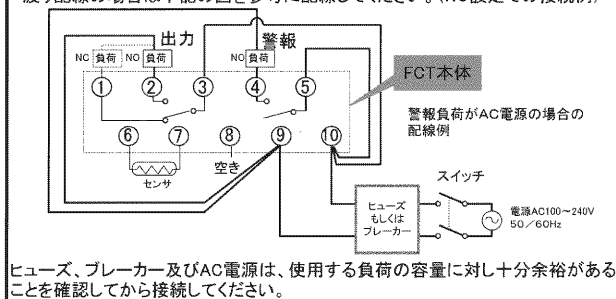 渡り配線の場合は下記の図を参考に配線してください。(NO設定での接続例)
出力
警報
NC 負荷 NO 負荷 NO 負荷
① ② ③ ④ ⑤
FCT本体
警報負荷がAC電源の場合の
配線例
⑥ ⑦ ⑧ ⑨ ⑩
センサ
空き
スイッチ
ヒューズ
もしくは
ブレーカー
電源AC100～240V
50／60Hz
ヒューズ、ブレーカー及びAC電源は、使用する負荷の容量に対し十分余裕がある
ことを確認してから接続してください。